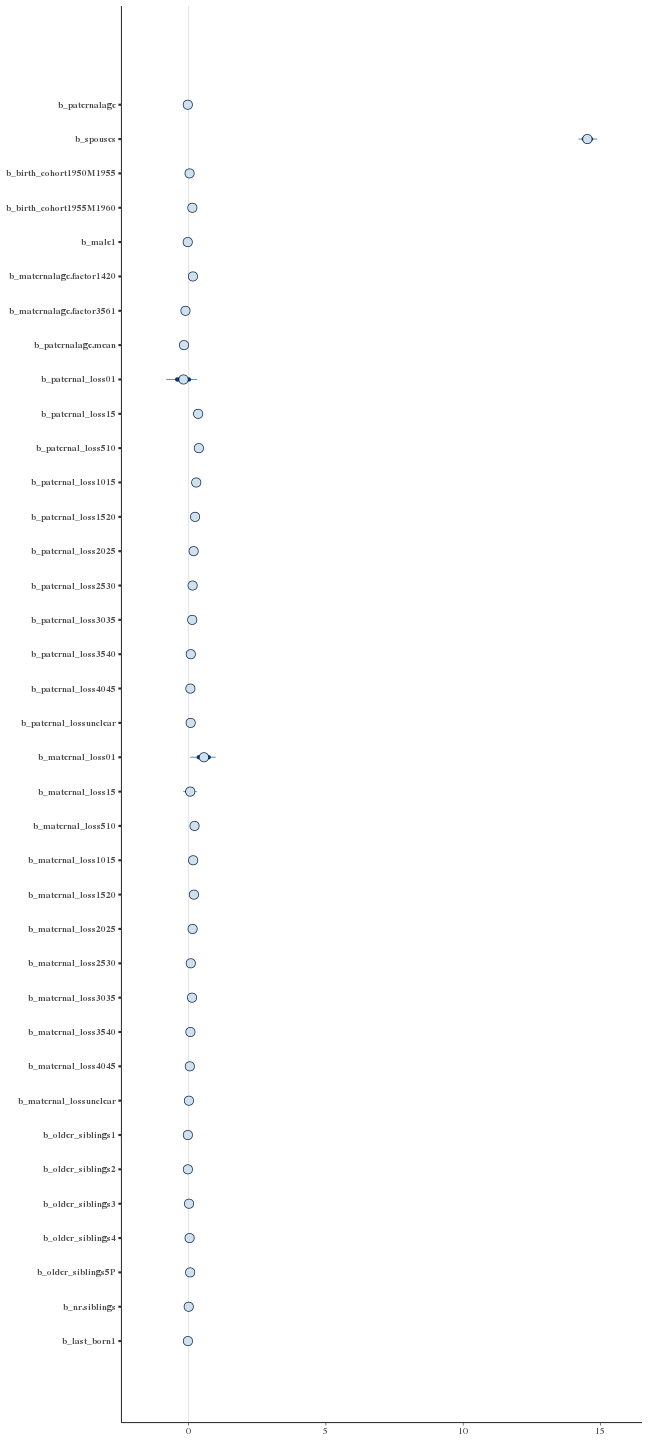 b_paternalage
b_spouses
b_birth_cohort1950M1955
b_birth_cohort1955M1960
b_male1
b_maternalage.factor1420
b_maternalage.factor3561
b_paternalage.mean
b_paternal_loss01
b_paternal_loss15
b_paternal_loss510
b_paternal_loss1015
b_paternal_loss1520
b_paternal_loss2025
b_paternal_loss2530
b_paternal_loss3035
b_paternal_loss3540
b_paternal_loss4045
b_paternal_lossunclear
b_maternal_loss01
b_maternal_loss15
b_maternal_loss510
b_maternal_loss1015
b_maternal_loss1520
b_maternal_loss2025
b_maternal_loss2530
b_maternal_loss3035
b_maternal_loss3540
b_maternal_loss4045
b_maternal_lossunclear
b_older_siblings1
b_older_siblings2
b_older_siblings3
b_older_siblings4
b_older_siblings5P
b_nr.siblings
b_last_born1
0 5 10 15